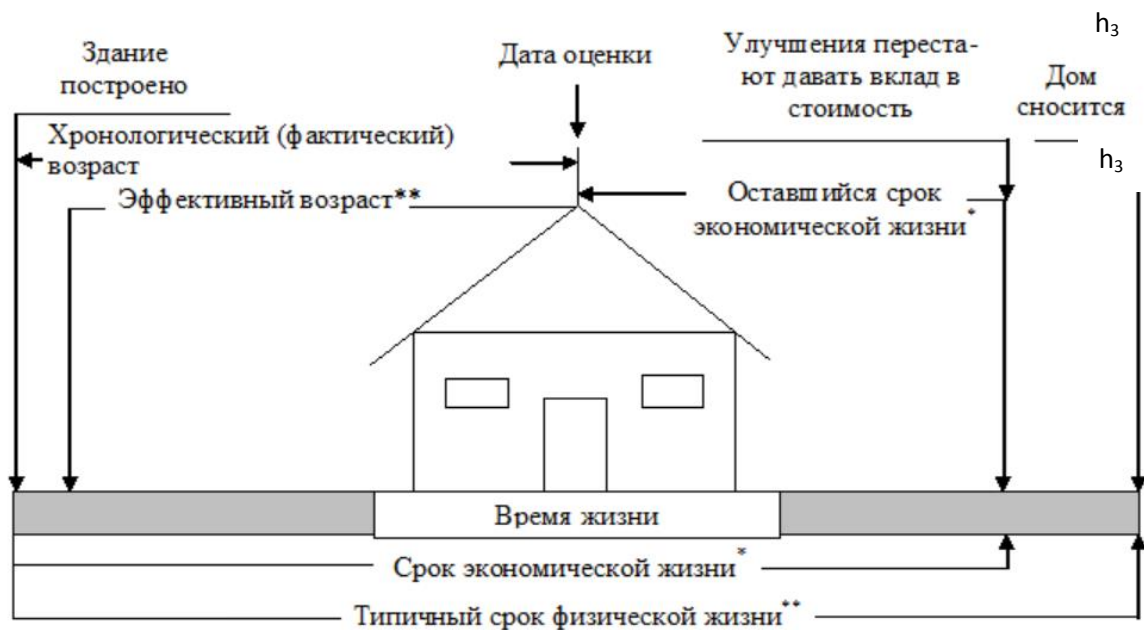 h₃
Здание
построено
Дата оценки
Улучшения переста-
ют давать вклад в
стоимость
Дом
сносится
Хронологический (фактический)
возраст
h₃
Эффективный возраст**
Оставшийся срок
экономической жизни*
Время жизни
Срок экономической жизни*
Типичный срок физической жизни**